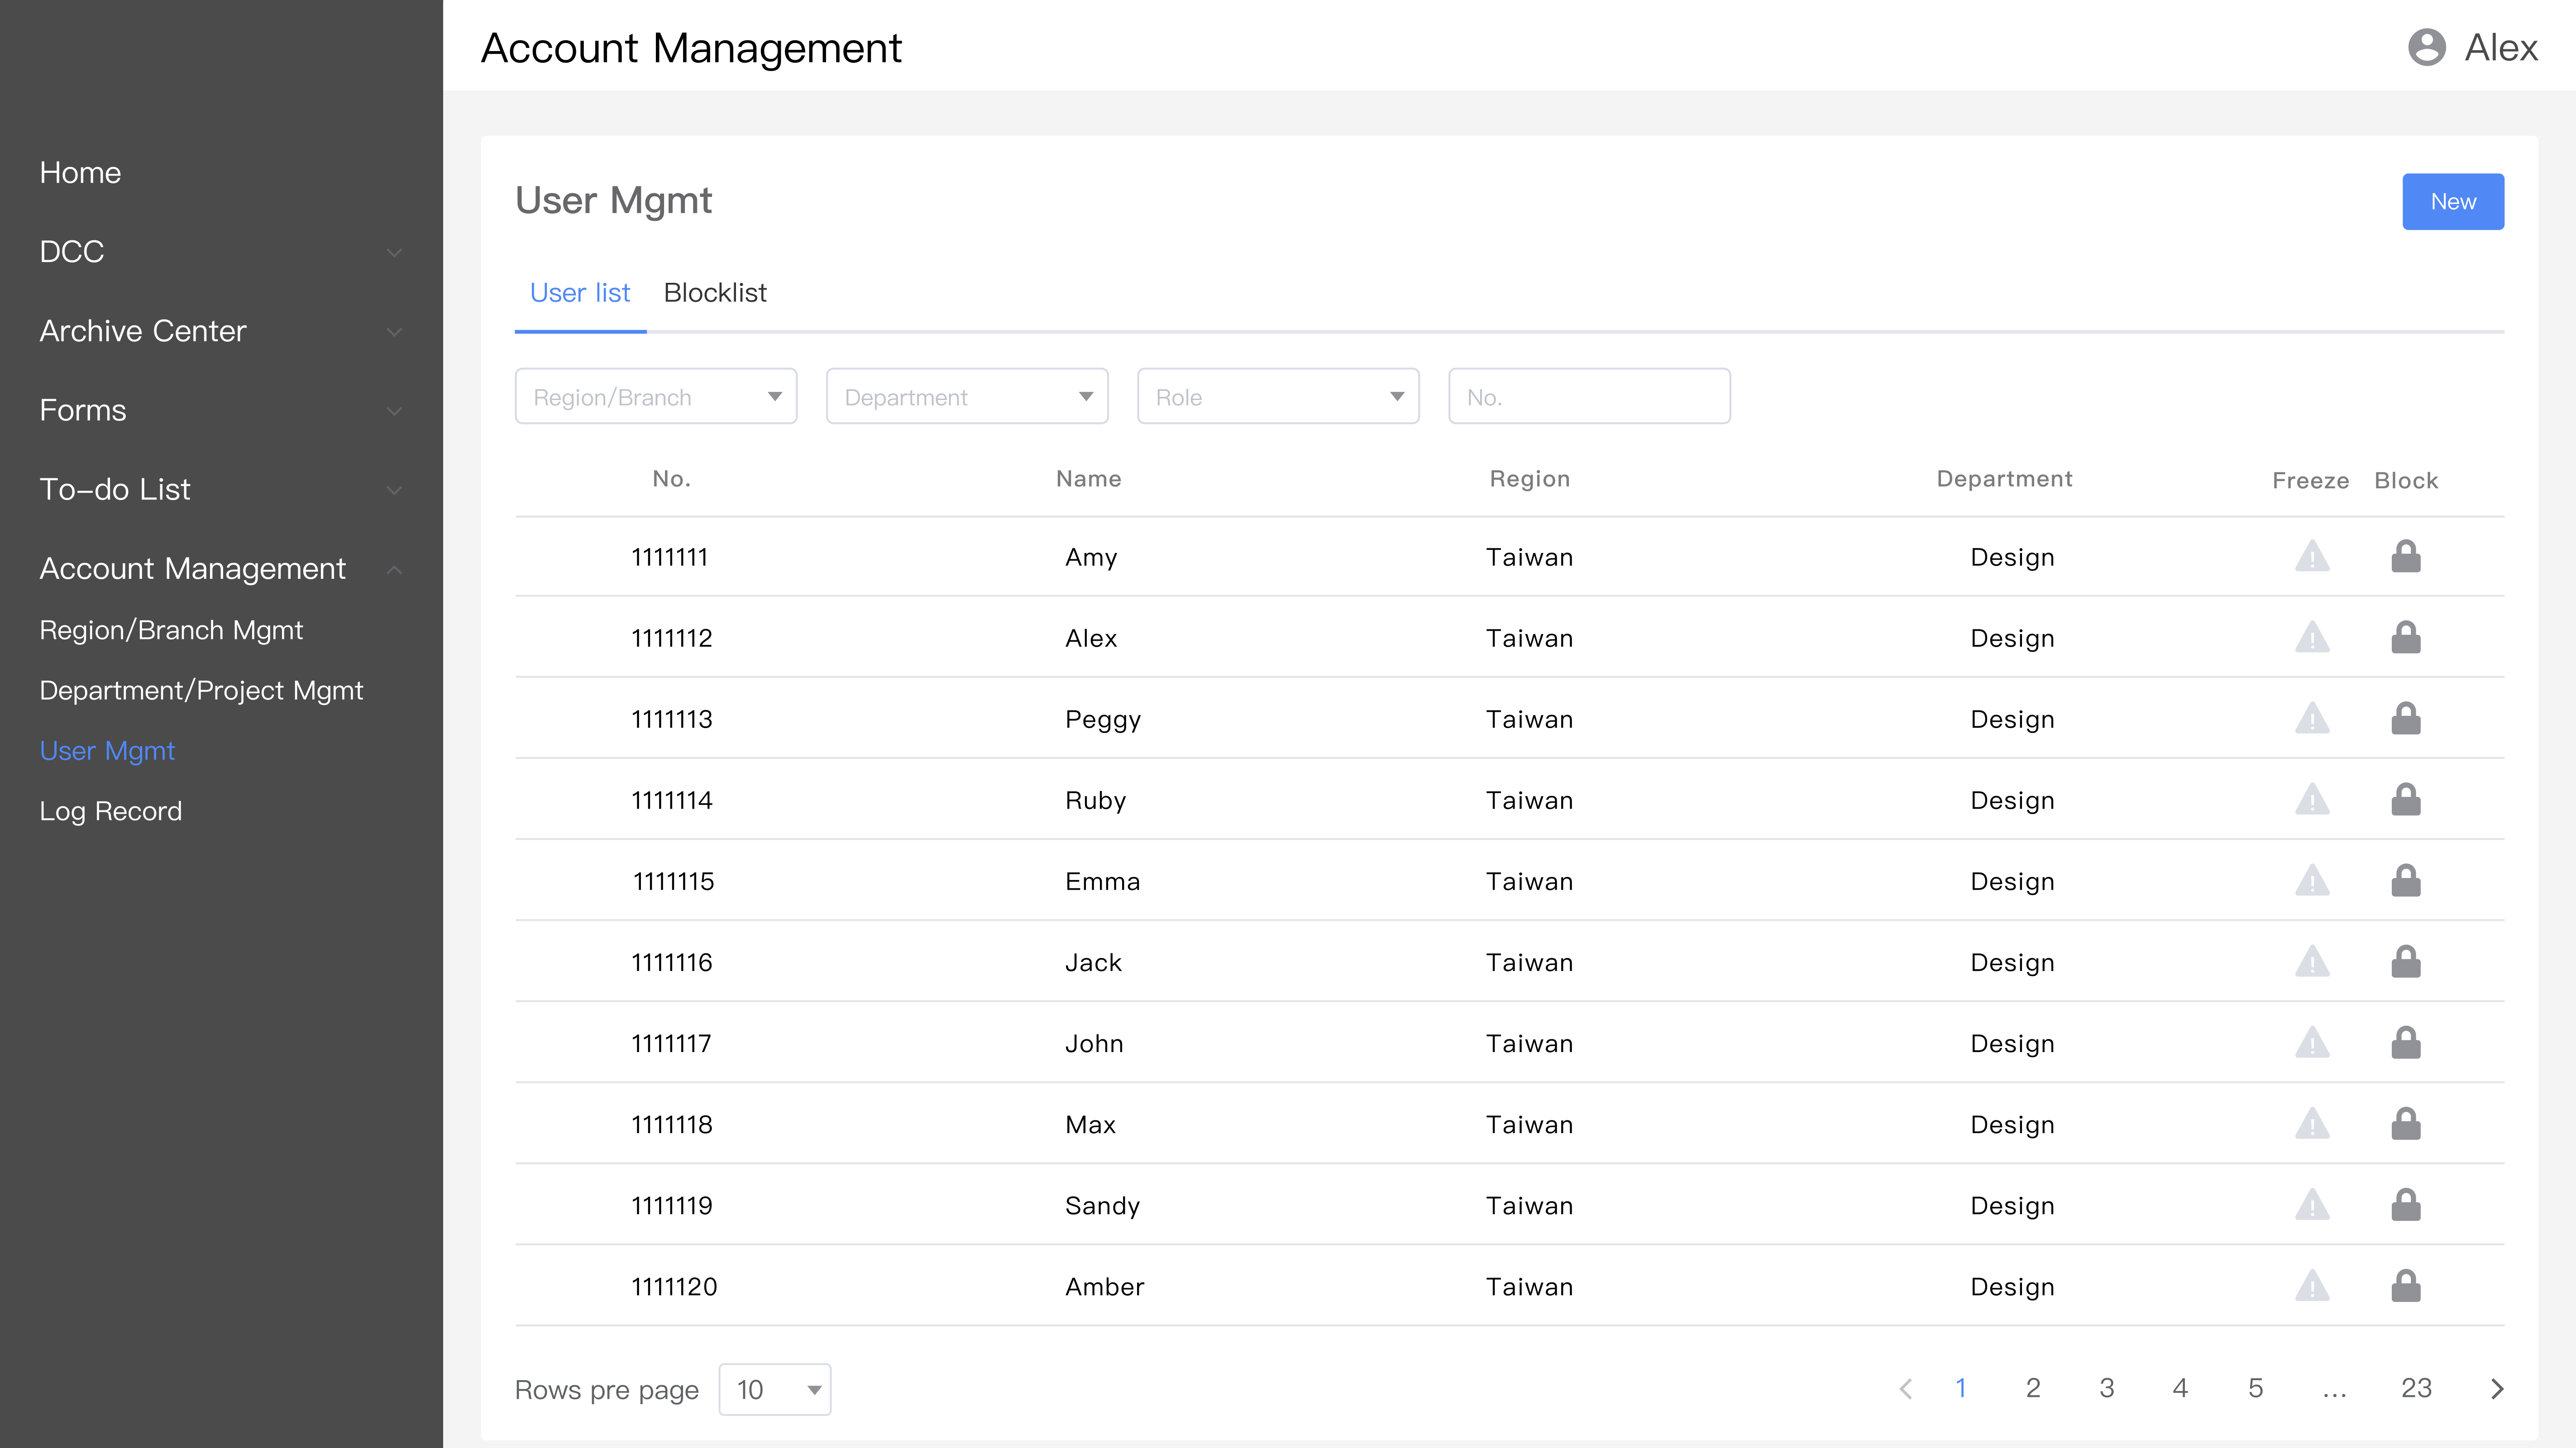 Account Management
Alex
Home
DCC
Archive Center
Forms
To-do List
Account Management
Region/Branch Mgmt
Department/Project Mgmt
User Mgmt
Log Record
User Mgmt
New
User list Blocklist
Region/Branch Department Role No.
No. Name Region Department Freeze Block
1111111 Amy Taiwan Design
1111112 Alex Taiwan Design
1111113 Peggy Taiwan Design
1111114 Ruby Taiwan Design
1111115 Emma Taiwan Design
1111116 Jack Taiwan Design
1111117 John Taiwan Design
1111118 Max Taiwan Design
1111119 Sandy Taiwan Design
1111120 Amber Taiwan Design
Rows pre page 10
1 2 3 4 5 ... 23